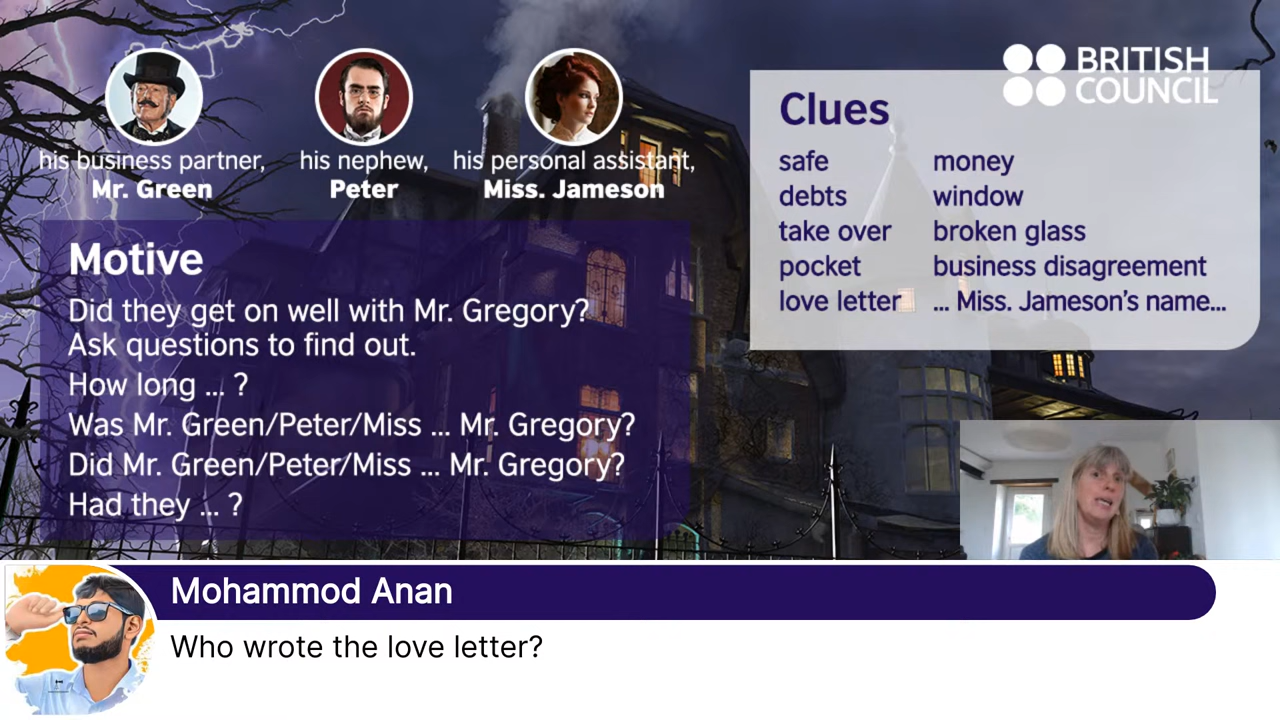 BRITISH
COUNCIL
his business partner,
Mr. Green
his nephew,
Peter
his personal assistant,
Miss. Jameson
Clues
safe
money
debts
window
take over
broken glass
pocket
business disagreement
love letter
... Miss. Jameson's name...
Motive
Did they get on well with Mr. Gregory?
Ask questions to find out.
How long ... ?
Was Mr. Green/Peter/Miss ... Mr. Gregory?
Did Mr. Green/Peter/Miss ... Mr. Gregory?
Had they ... ?
Mohammod Anan
Who wrote the love letter?